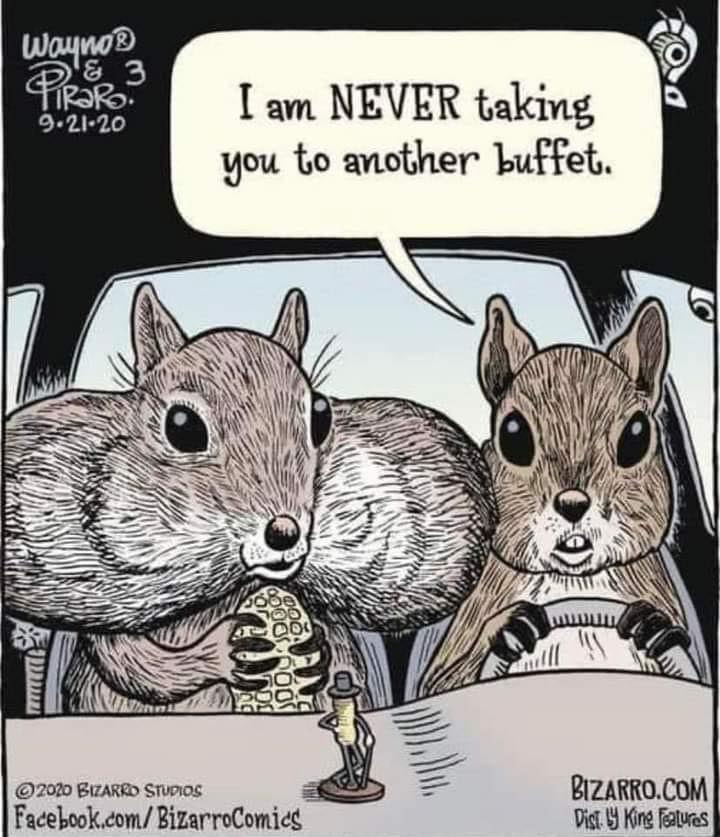 Wayno®
& 3
PIRARO.
9•21•20
I am NEVER taking
you to another buffet.
©2020 BIZARRO STUDIOS
Facebook.com/BizarroComics
BIZARRO.COM
Dist. by King Features